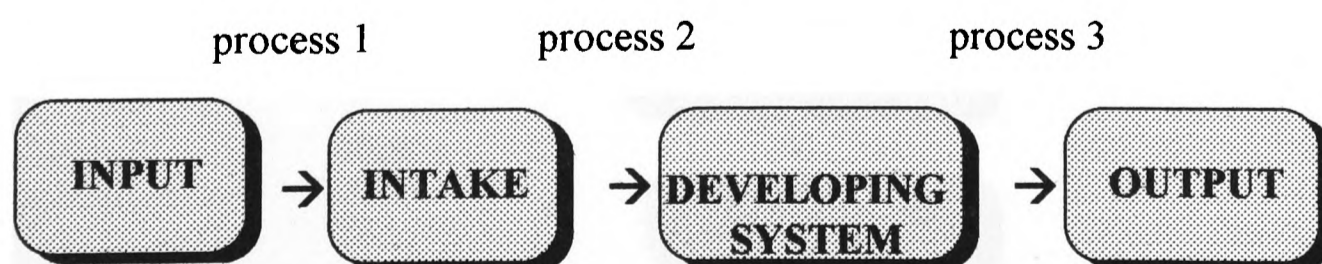 process 1 process 2 process 3
INPUT → INTAKE → DEVELOPING SYSTEM → OUTPUT